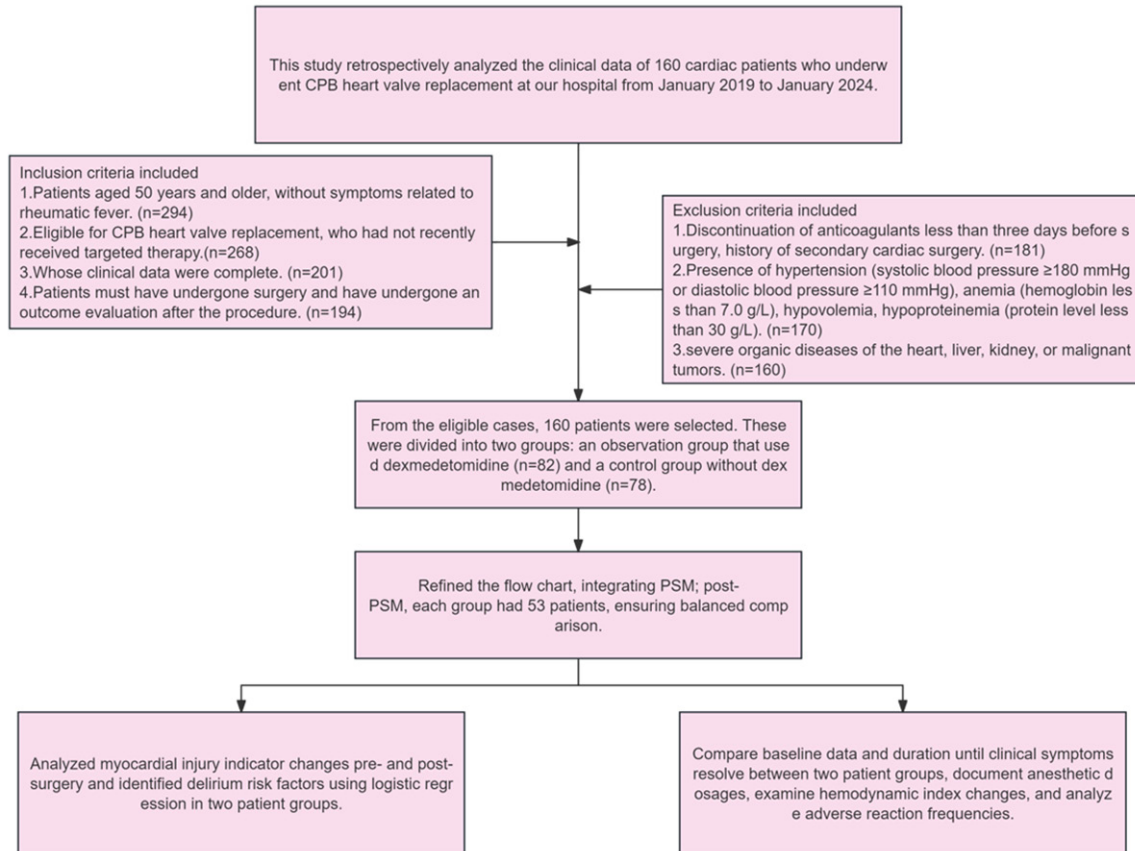 This study retrospectively analyzed the clinical data of 160 cardiac patients who underw
ent CPB heart valve replacement at our hospital from January 2019 to January 2024.
Inclusion criteria included
1.Patients aged 50 years and older, without symptoms related to
rheumatic fever. (n=294)
2.Eligible for CPB heart valve replacement, who had not recently
received targeted therapy.(n=268)
3.Whose clinical data were complete. (n=201)
4.Patients must have undergone surgery and have undergone an
outcome evaluation after the procedure. (n=194)
Exclusion criteria included
1.Discontinuation of anticoagulants less than three days before s
urgery, history of secondary cardiac surgery. (n=181)
2.Presence of hypertension (systolic blood pressure ≥180 mmHg
or diastolic blood pressure ≥110 mmHg), anemia (hemoglobin les
s than 7.0 g/L), hypovolemia, hypoproteinemia (protein level less
than 30 g/L). (n=170)
3.severe organic diseases of the heart, liver, kidney, or malignant
tumors. (n=160)
From the eligible cases, 160 patients were selected. These
were divided into two groups: an observation group that use
d dexmedetomidine (n=82) and a control group without dex
medetomidine (n=78).
Refined the flow chart, integrating PSM; post-
PSM, each group had 53 patients, ensuring balanced comp
arison.
Analyzed myocardial injury indicator changes pre- and post-
surgery and identified delirium risk factors using logistic regr
ession in two patient groups.
Compare baseline data and duration until clinical symptoms
resolve between two patient groups, document anesthetic d
osages, examine hemodynamic index changes, and analyz
e adverse reaction frequencies.